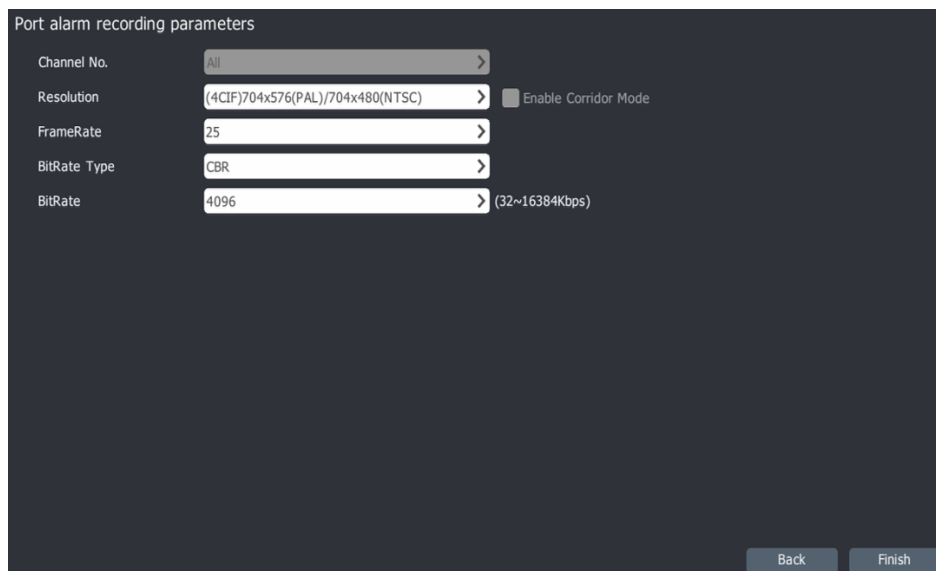 Port alarm recording parameters
Channel No. All
Resolution (4CIF)704x576(PAL)/704x480(NTSC) Enable Corridor Mode
FrameRate 25
BitRate Type CBR
BitRate 4096 (32~16384Kbps)
Back Finish